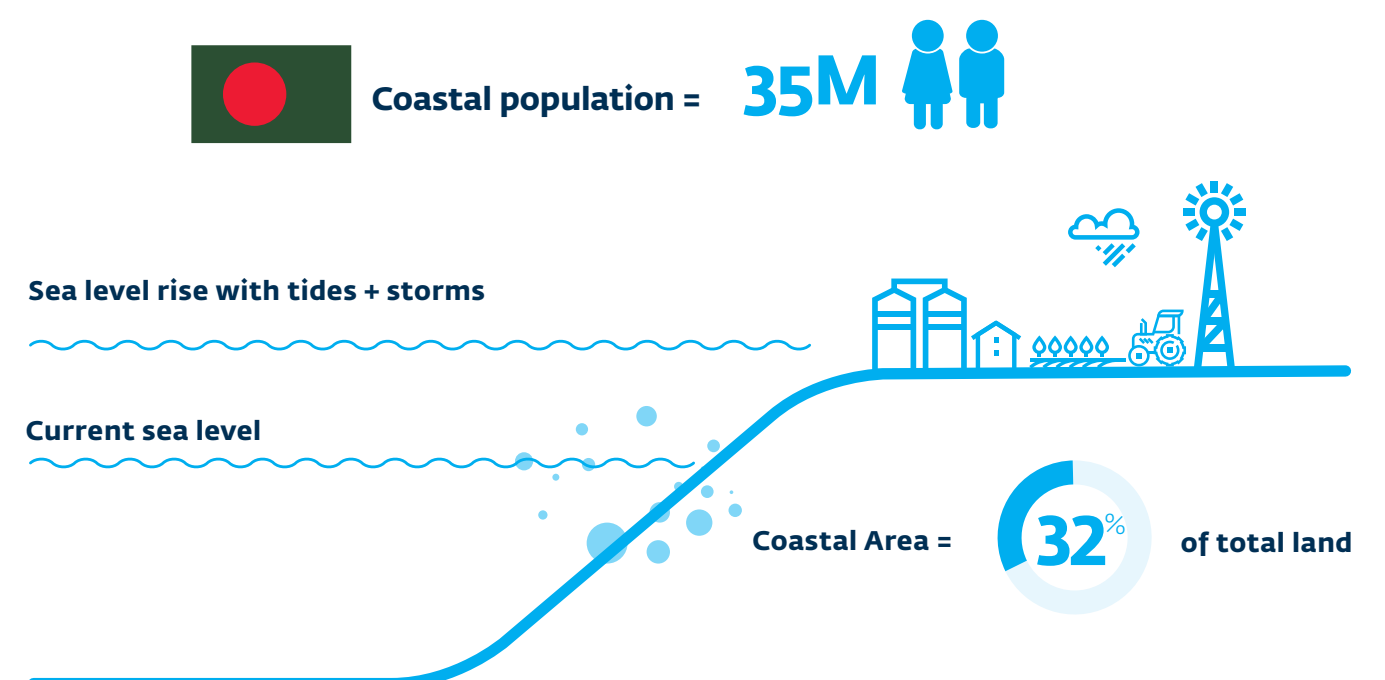 Coastal population = 35M
Sea level rise with tides + storms
Current sea level
Coastal Area = 32% of total land